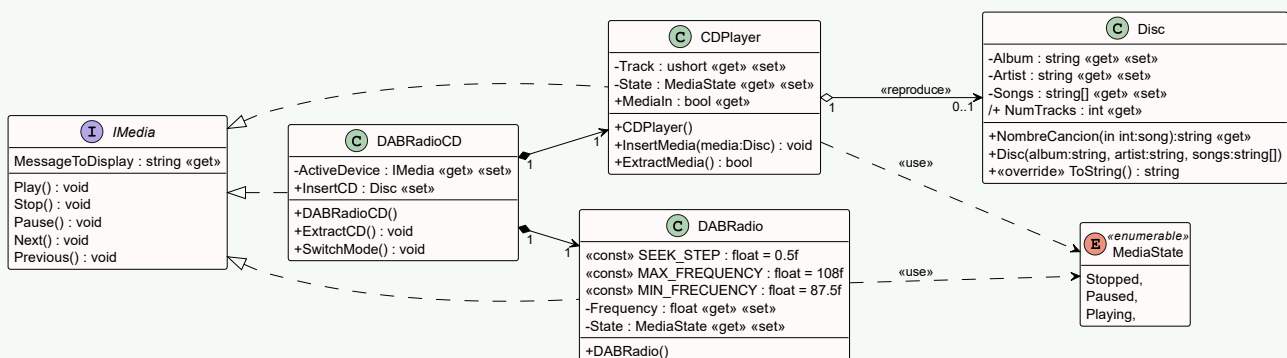 I IMedia
MessageToDisplay : string «get»
Play() : void
Stop() : void
Pause() : void
Next() : void
Previous() : void
C DABRadioCD
-ActiveDevice : IMedia «get» «set»
+InsertCD : Disc «set»
+DABRadioCD()
+ExtractCD() : void
+SwitchMode() : void
1
1
1
1
C CDPlayer
-Track : ushort «get» «set»
-State : MediaState «get» «set»
+MediaIn : bool «get»
+CDPlayer()
+InsertMedia(media:Disc) : void
+ExtractMedia() : bool
1
«reproduce»
0..1
C Disc
-Album : string «get» «set»
-Artist : string «get» «set»
-Songs : string[] «get» «set»
/+ NumTracks : int «get»
+NombreCancion(in int:song):string «get»
+Disc(album:string, artist:string, songs:string[])
+«override» ToString() : string
«use»
C DABRadio
«const» SEEK_STEP : float = 0.5f
«const» MAX_FREQUENCY : float = 108f
«const» MIN_FRECUENCY : float = 87.5f
-Frequency : float «get» «set»
-State : MediaState «get» «set»
+DABRadio()
«use»
E «enumerable»
MediaState
Stopped,
Paused,
Playing,